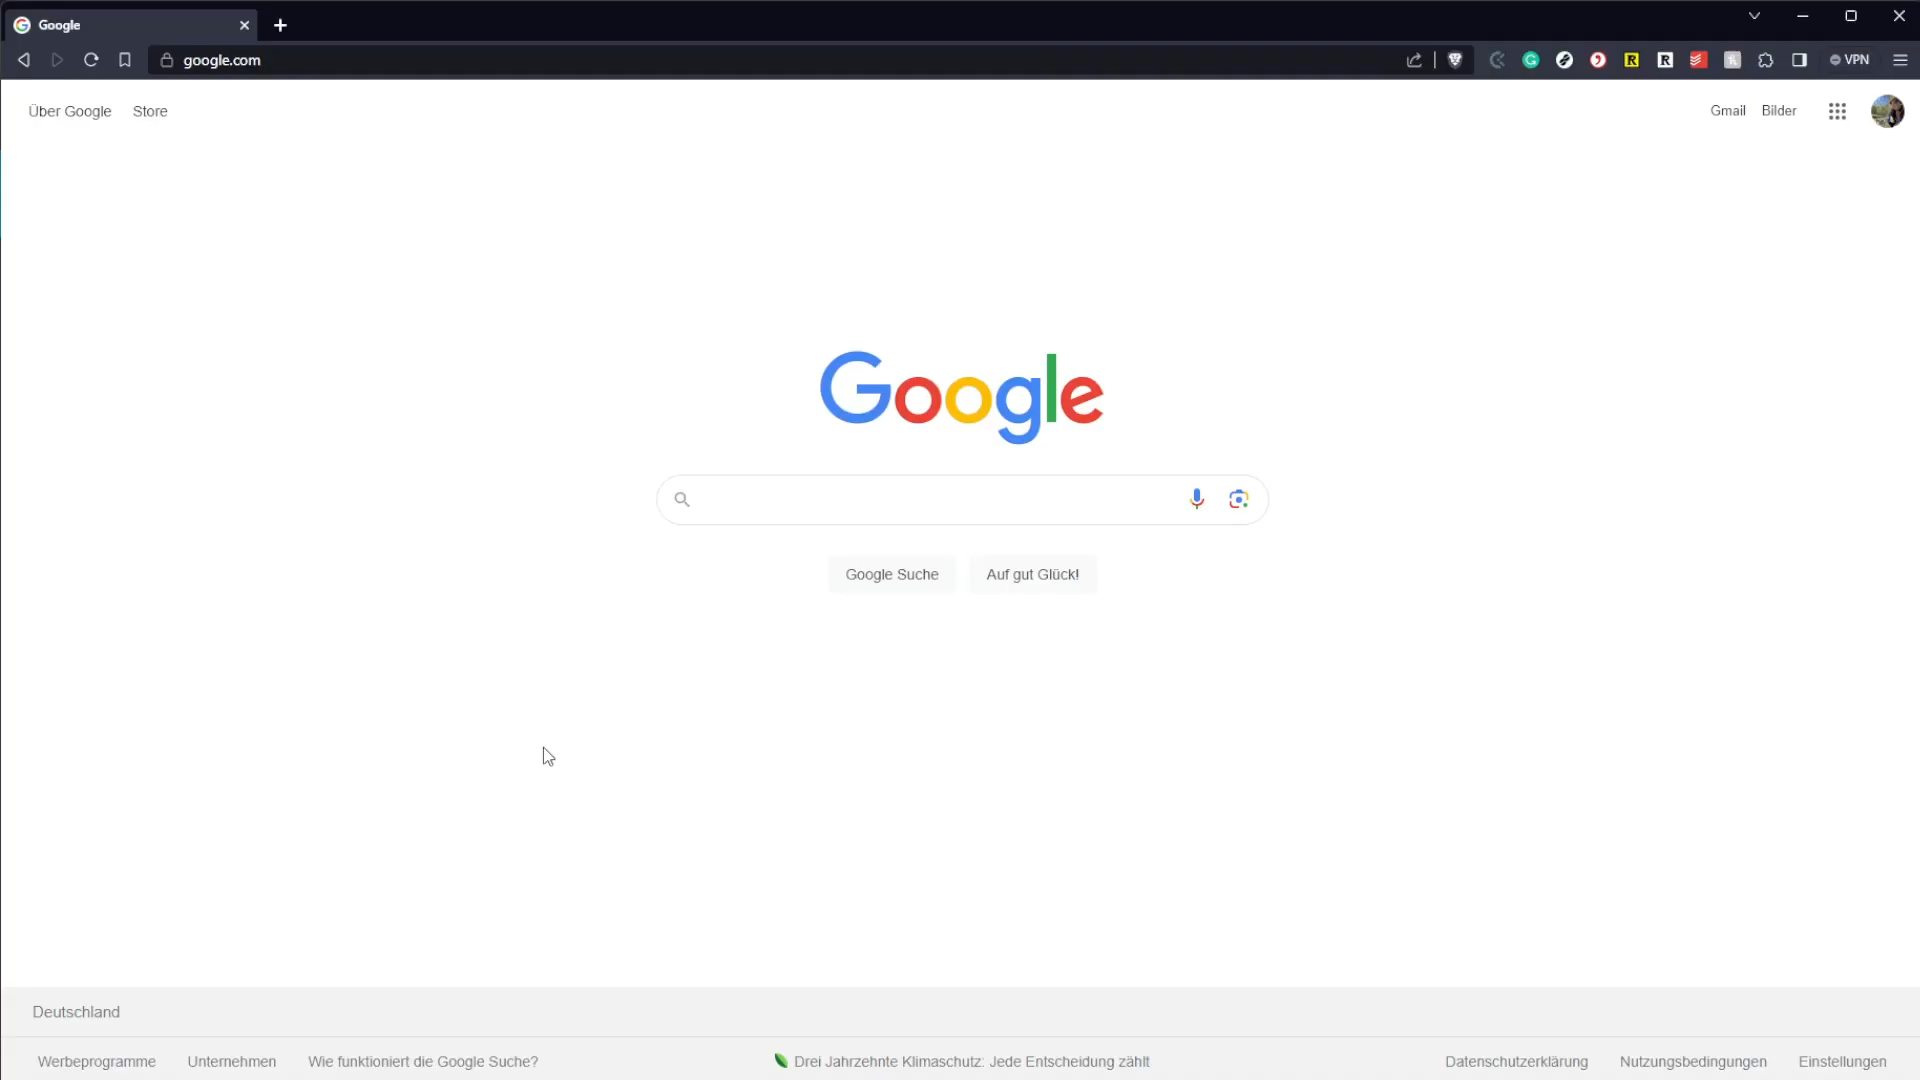 Google
google.com
VPN
Über Google Store
Gmail Bilder
Google
Google Suche Auf gut Glück!
Deutschland
Werbeprogramme Unternehmen Wie funktioniert die Google Suche? Drei Jahrzehnte Klimaschutz: Jede Entscheidung zählt Datenschutzerklärung Nutzungsbedingungen Einstellungen